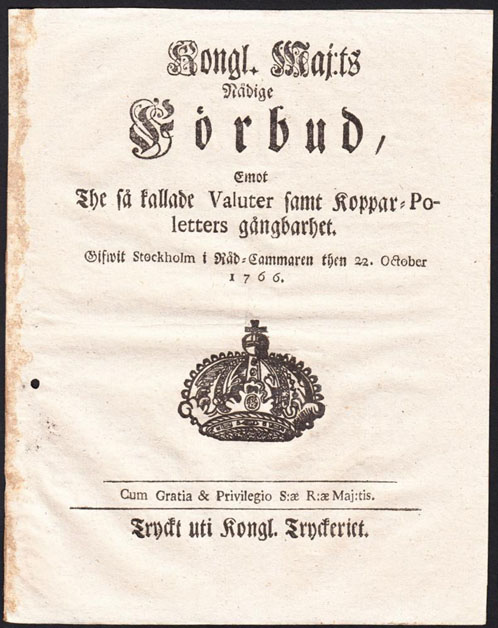 Kongl. Maj:ts
Nådige
Förbud,
Emot
The så kallade Valuter samt Koppar-Po-
letters gångbarhet.
Gifwit Stockholm i Råd-Cammaren then 22. October
1766.
Cum Gratia & Privilegio S:æ R:æ Maj:tis.
Tryckt uti Kongl. Tryckeriet.